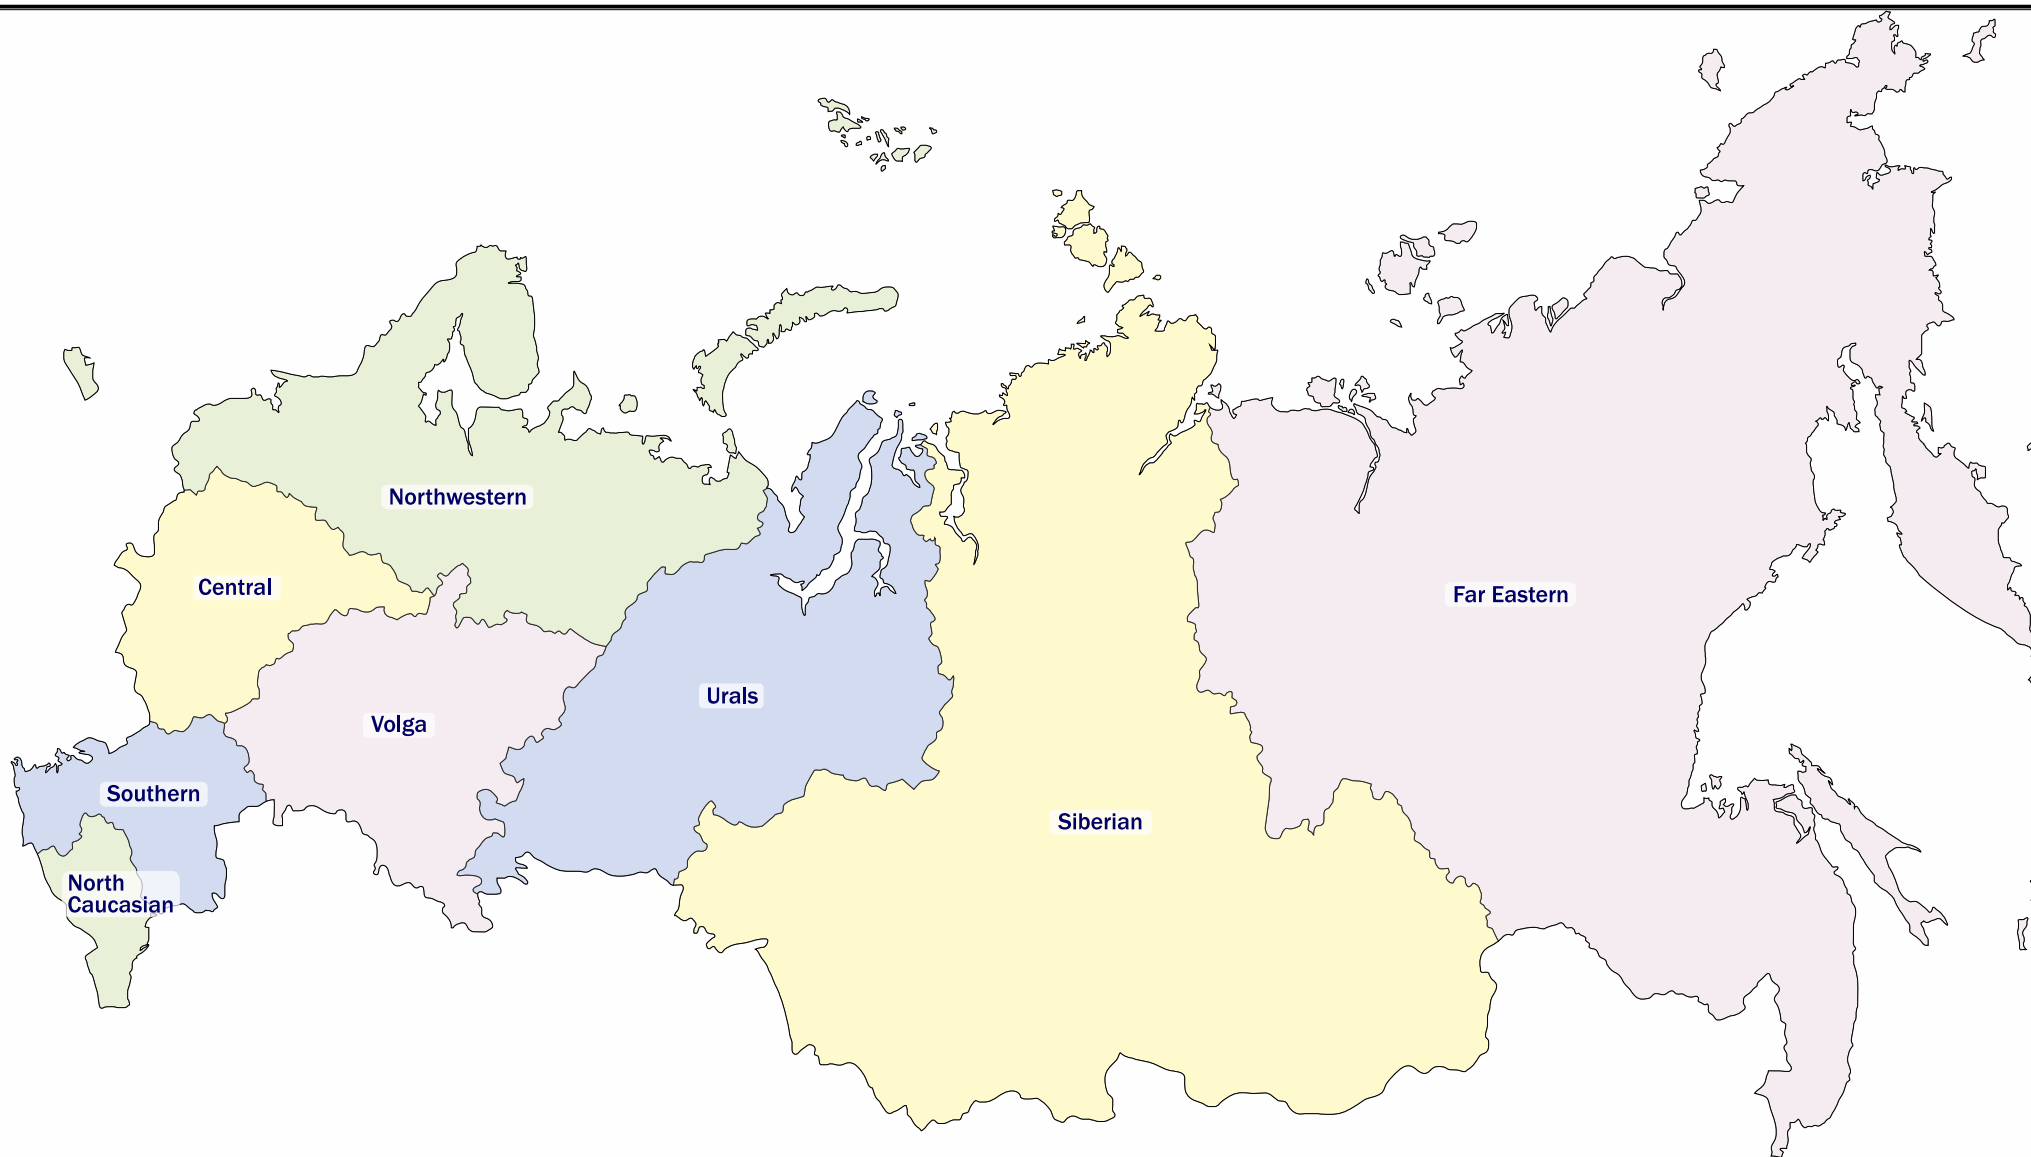 Northwestern
Central
Far Eastern
Urals
Volga
Southern
Siberian
North
Caucasian